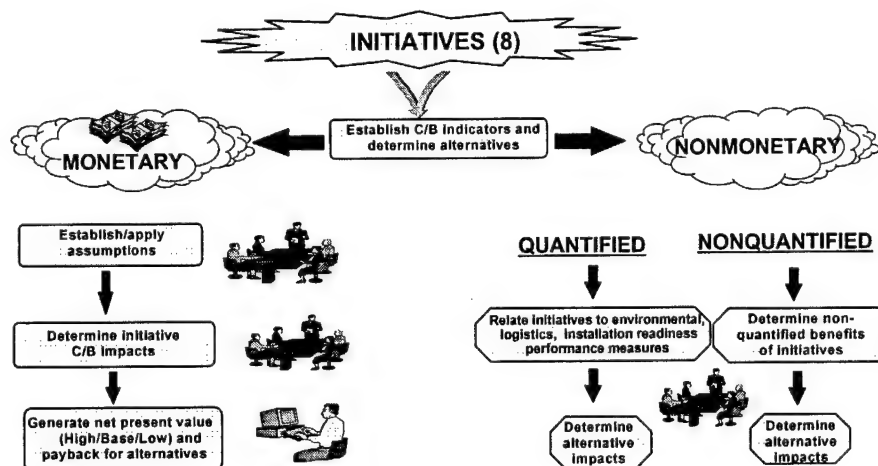 INITIATIVES (8)
Establish C/B indicators and
determine alternatives
MONETARY
NONMONETARY
Establish/apply
assumptions
Determine initiative
C/B impacts
Generate net present value
(High/Base/Low) and
payback for alternatives
QUANTIFIED
Relate initiatives to environmental,
logistics, installation readiness
performance measures
Determine
alternative
impacts
NONQUANTIFIED
Determine non-
quantified benefits
of initiatives
Determine
alternative
impacts